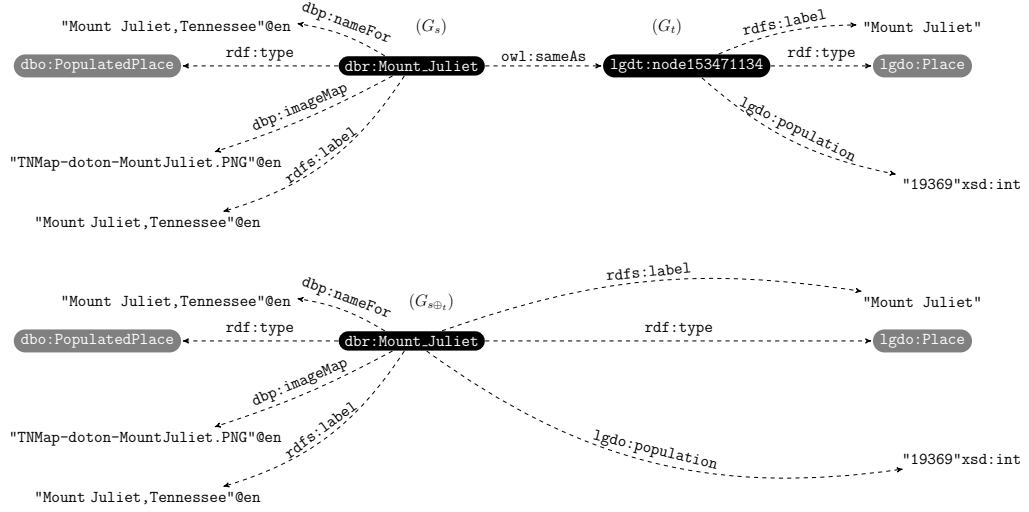 "Mount Juliet,Tennessee"@en
dbp:nameFor
(G_s)
(G_t)
rdfs:label
"Mount Juliet"
dbo:PopulatedPlace
rdf:type
dbr:Mount_Juliet
owl:sameAs
lgdt:node153471134
rdf:type
lgdo:Place
dbp:imageMap
lgdo:population
"TNMap-doton-MountJuliet.PNG"@en
rdfs:label
"19369"xsd:int
"Mount Juliet,Tennessee"@en
rdfs:label
"Mount Juliet,Tennessee"@en
dbp:nameFor
(G_{s⊕_t})
"Mount Juliet"
dbo:PopulatedPlace
rdf:type
dbr:Mount_Juliet
rdf:type
lgdo:Place
dbp:imageMap
"TNMap-doton-MountJuliet.PNG"@en
rdfs:label
lgdo:population
"19369"xsd:int
"Mount Juliet,Tennessee"@en